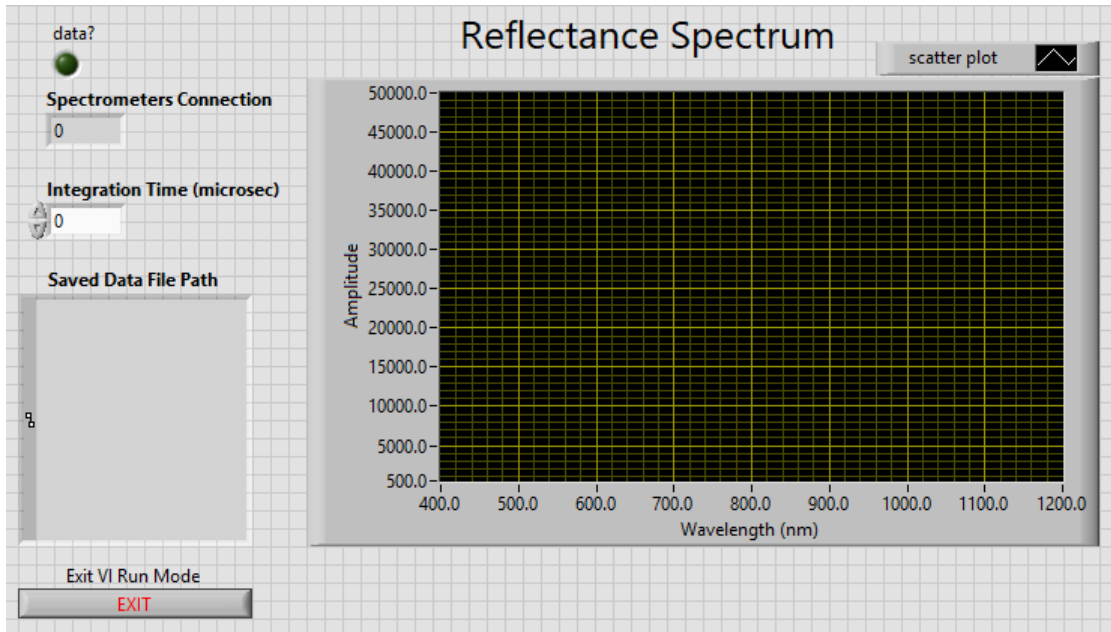 data?
Reflectance Spectrum
scatter plot
Spectrometers Connection
0
Integration Time (microsec)
0
Saved Data File Path
Exit VI Run Mode
EXIT
Amplitude
50000.0
45000.0
40000.0
35000.0
30000.0
25000.0
20000.0
15000.0
10000.0
5000.0
500.0
400.0 500.0 600.0 700.0 800.0 900.0 1000.0 1100.0 1200.0
Wavelength (nm)